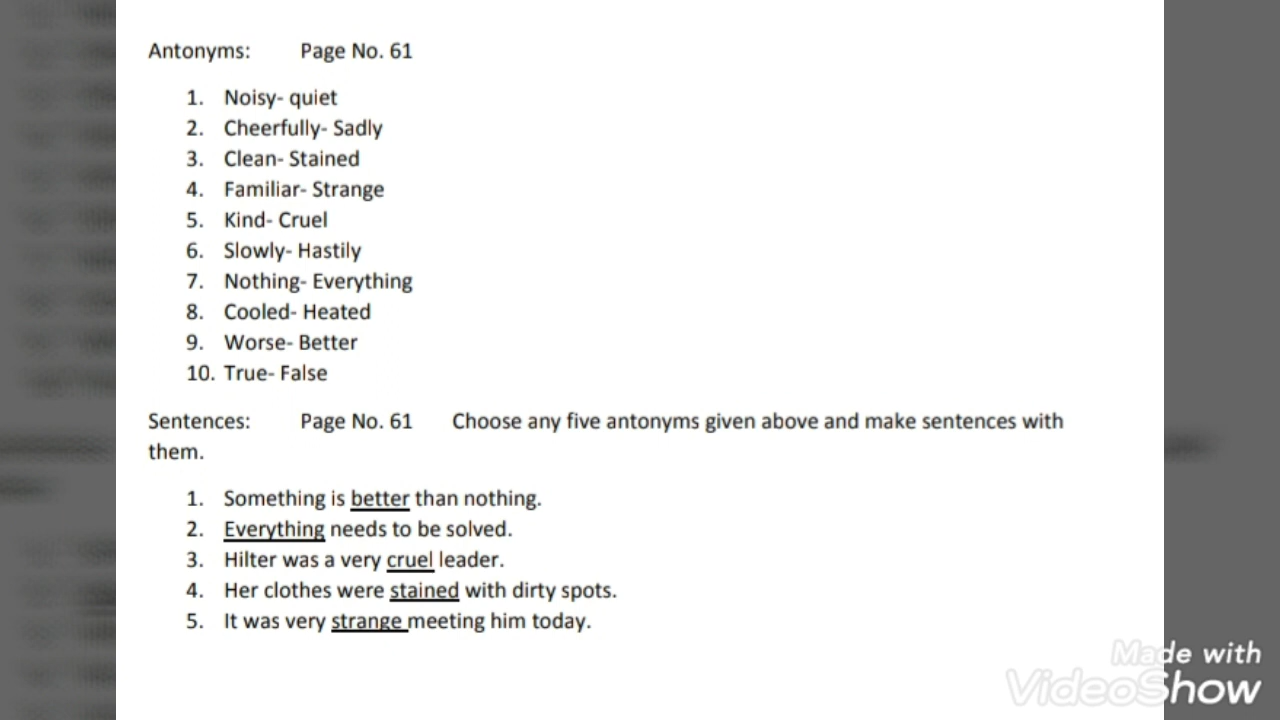 Antonyms: Page No. 61
1. Noisy- quiet
2. Cheerfully- Sadly
3. Clean- Stained
4. Familiar- Strange
5. Kind- Cruel
6. Slowly- Hastily
7. Nothing- Everything
8. Cooled- Heated
9. Worse- Better
10. True- False
Sentences: Page No. 61 Choose any five antonyms given above and make sentences with
them.
1. Something is better than nothing.
2. Everything needs to be solved.
3. Hilter was a very cruel leader.
4. Her clothes were stained with dirty spots.
5. It was very strange meeting him today.
Made with
VideoShow